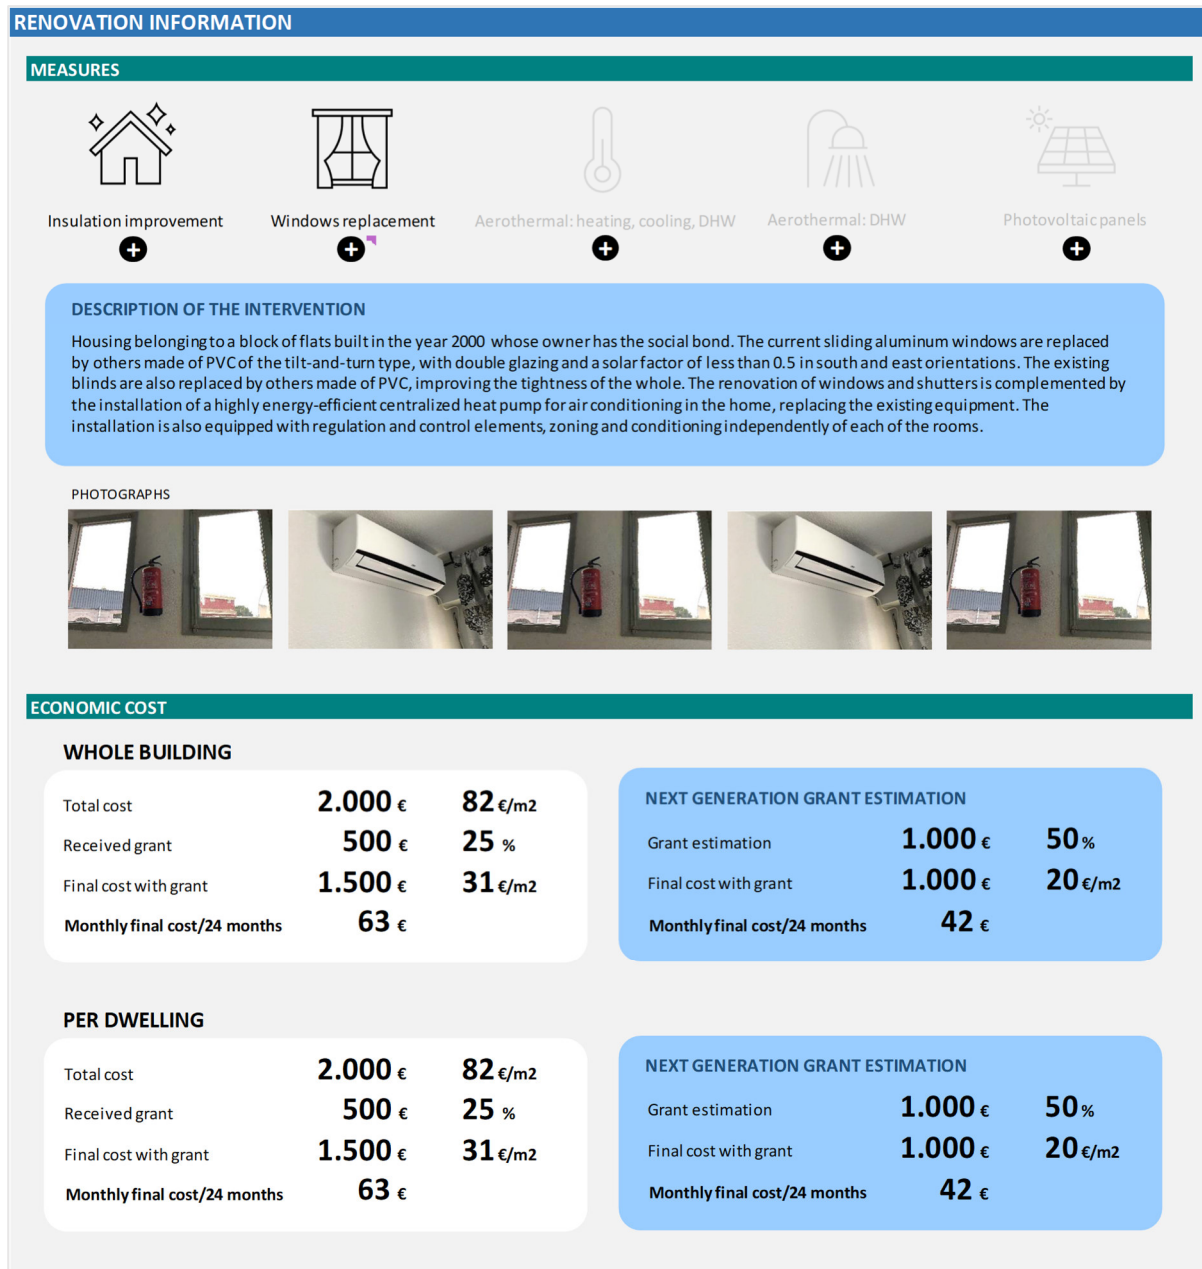 RENOVATION INFORMATION
MEASURES
Insulation improvement
Windows replacement
Aerothermal: heating, cooling, DHW
Aerothermal: DHW
Photovoltaic panels
DESCRIPTION OF THE INTERVENTION
Housing belonging to a block of flats built in the year 2000 whose owner has the social bond. The current sliding aluminum windows are replaced
by others made of PVC of the tilt-and-turn type, with double glazing and a solar factor of less than 0.5 in south and east orientations. The existing
blinds are also replaced by others made of PVC, improving the tightness of the whole. The renovation of windows and shutters is complemented by
the installation of a highly energy-efficient centralized heat pump for air conditioning in the home, replacing the existing equipment. The
installation is also equipped with regulation and control elements, zoning and conditioning independently of each of the rooms.
PHOTOGRAPHS
ECONOMIC COST
WHOLE BUILDING
Total cost 2.000 € 82 €/m2
Received grant 500 € 25 %
Final cost with grant 1.500 € 31 €/m2
Monthly final cost/24 months 63 €
NEXT GENERATION GRANT ESTIMATION
Grant estimation 1.000 € 50 %
Final cost with grant 1.000 € 20 €/m2
Monthly final cost/24 months 42 €
PER DWELLING
Total cost 2.000 € 82 €/m2
Received grant 500 € 25 %
Final cost with grant 1.500 € 31 €/m2
Monthly final cost/24 months 63 €
NEXT GENERATION GRANT ESTIMATION
Grant estimation 1.000 € 50 %
Final cost with grant 1.000 € 20 €/m2
Monthly final cost/24 months 42 €